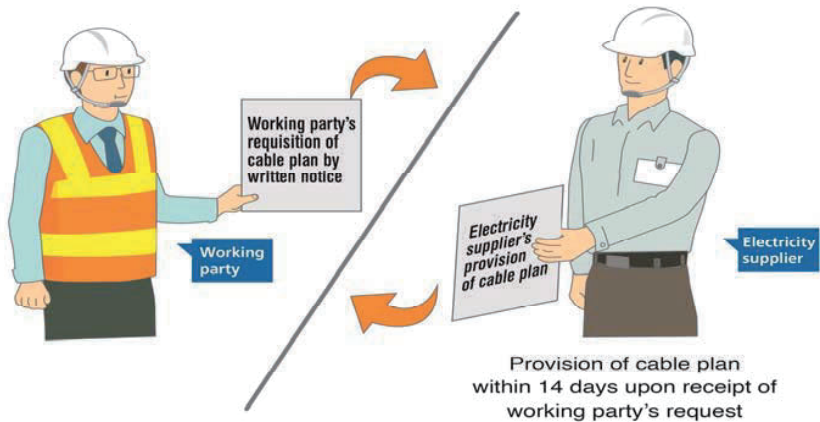 Working party's
requisition of
cable plan by
written notice
Working
party
Electricity
supplier's
provision
of cable plan
Electricity
supplier
Provision of cable plan
within 14 days upon receipt of
working party's request